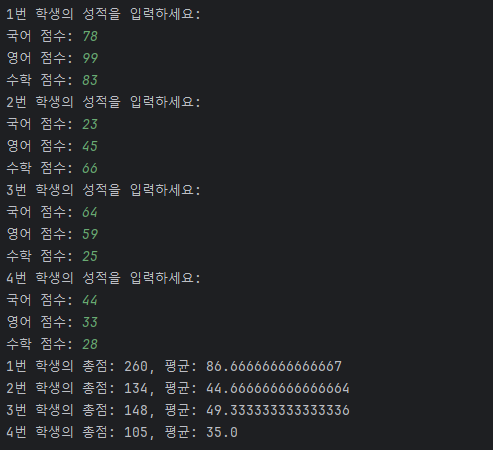 1번 학생의 성적을 입력하세요:
국어 점수: 78
영어 점수: 99
수학 점수: 83
2번 학생의 성적을 입력하세요:
국어 점수: 23
영어 점수: 45
수학 점수: 66
3번 학생의 성적을 입력하세요:
국어 점수: 64
영어 점수: 59
수학 점수: 25
4번 학생의 성적을 입력하세요:
국어 점수: 44
영어 점수: 33
수학 점수: 28
1번 학생의 총점: 260, 평균: 86.66666666666667
2번 학생의 총점: 134, 평균: 44.666666666666664
3번 학생의 총점: 148, 평균: 49.333333333333336
4번 학생의 총점: 105, 평균: 35.0